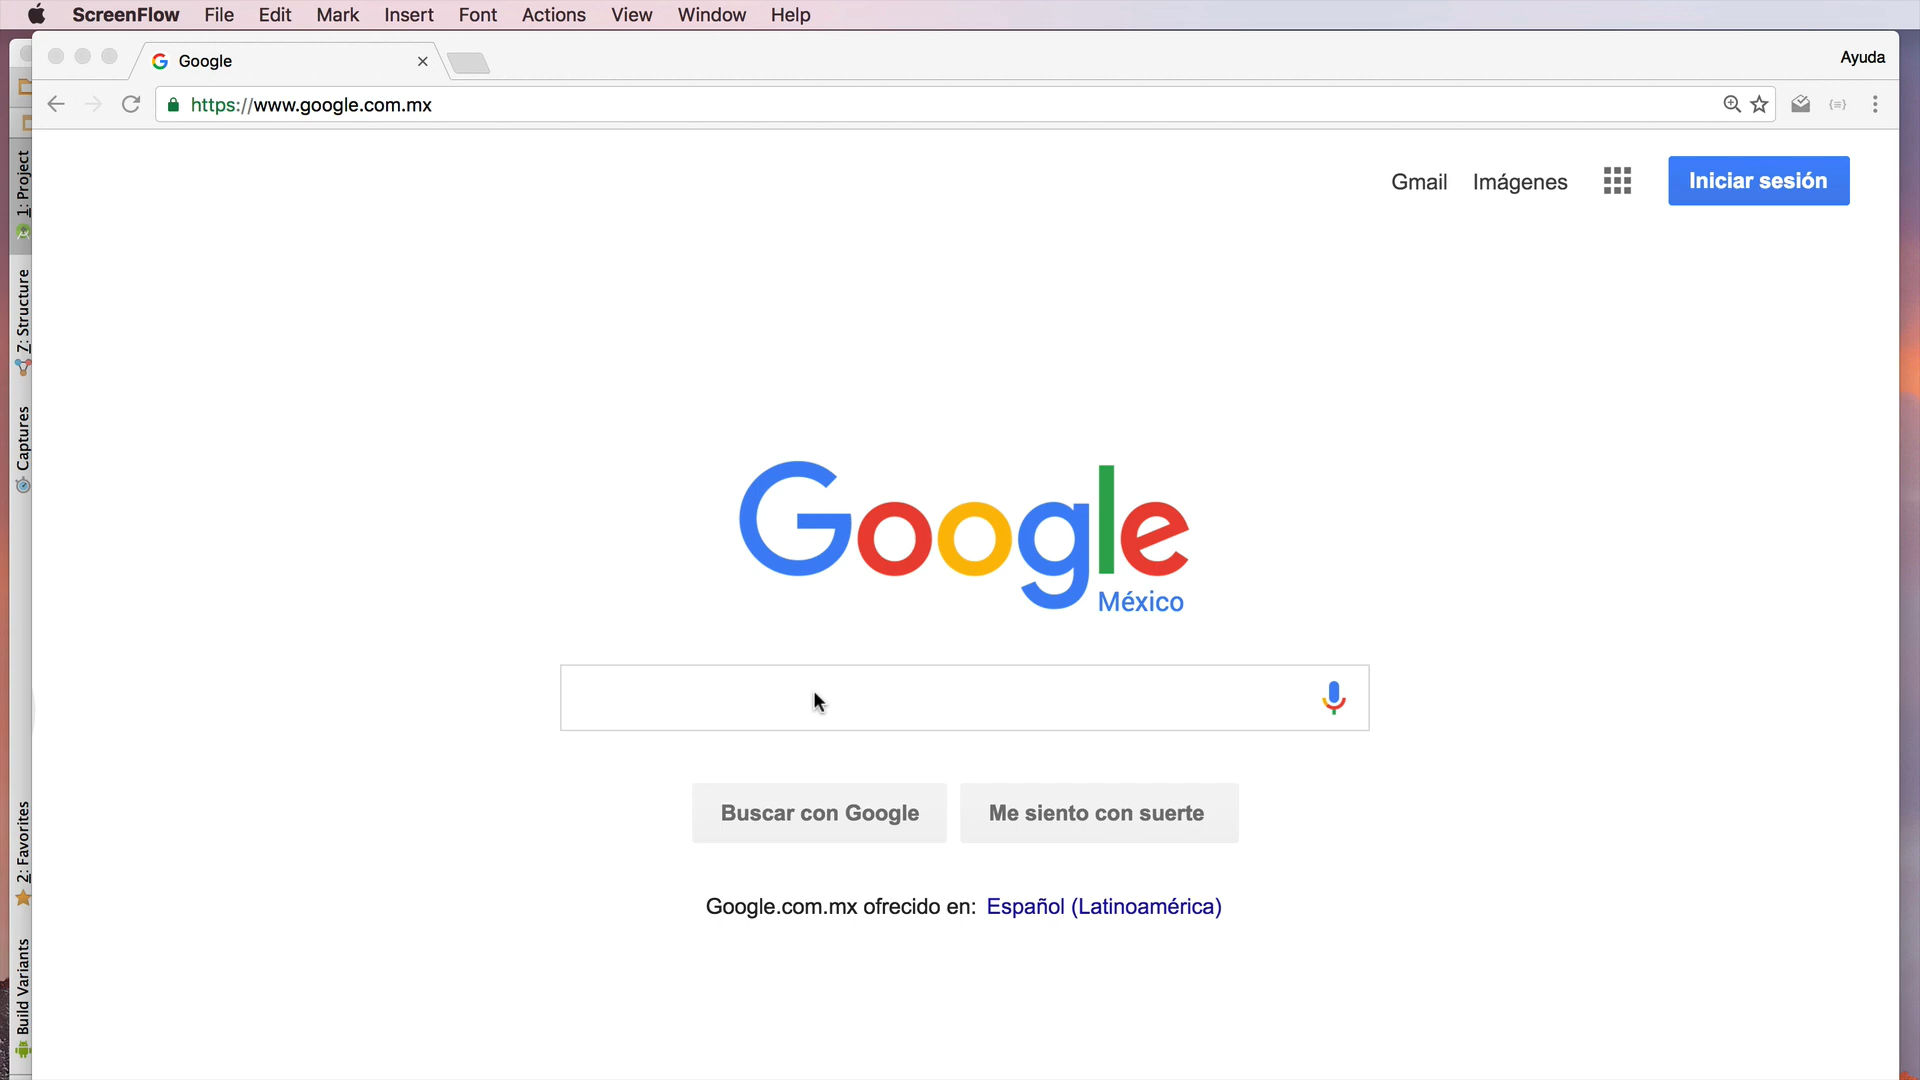 ScreenFlow File Edit Mark Insert Font Actions View Window Help
Google
Ayuda
https://www.google.com.mx
1: Project
7: Structure
Captures
2: Favorites
Build Variants
Gmail Imágenes Iniciar sesión
Google
México
Buscar con Google Me siento con suerte
Google.com.mx ofrecido en: Español (Latinoamérica)